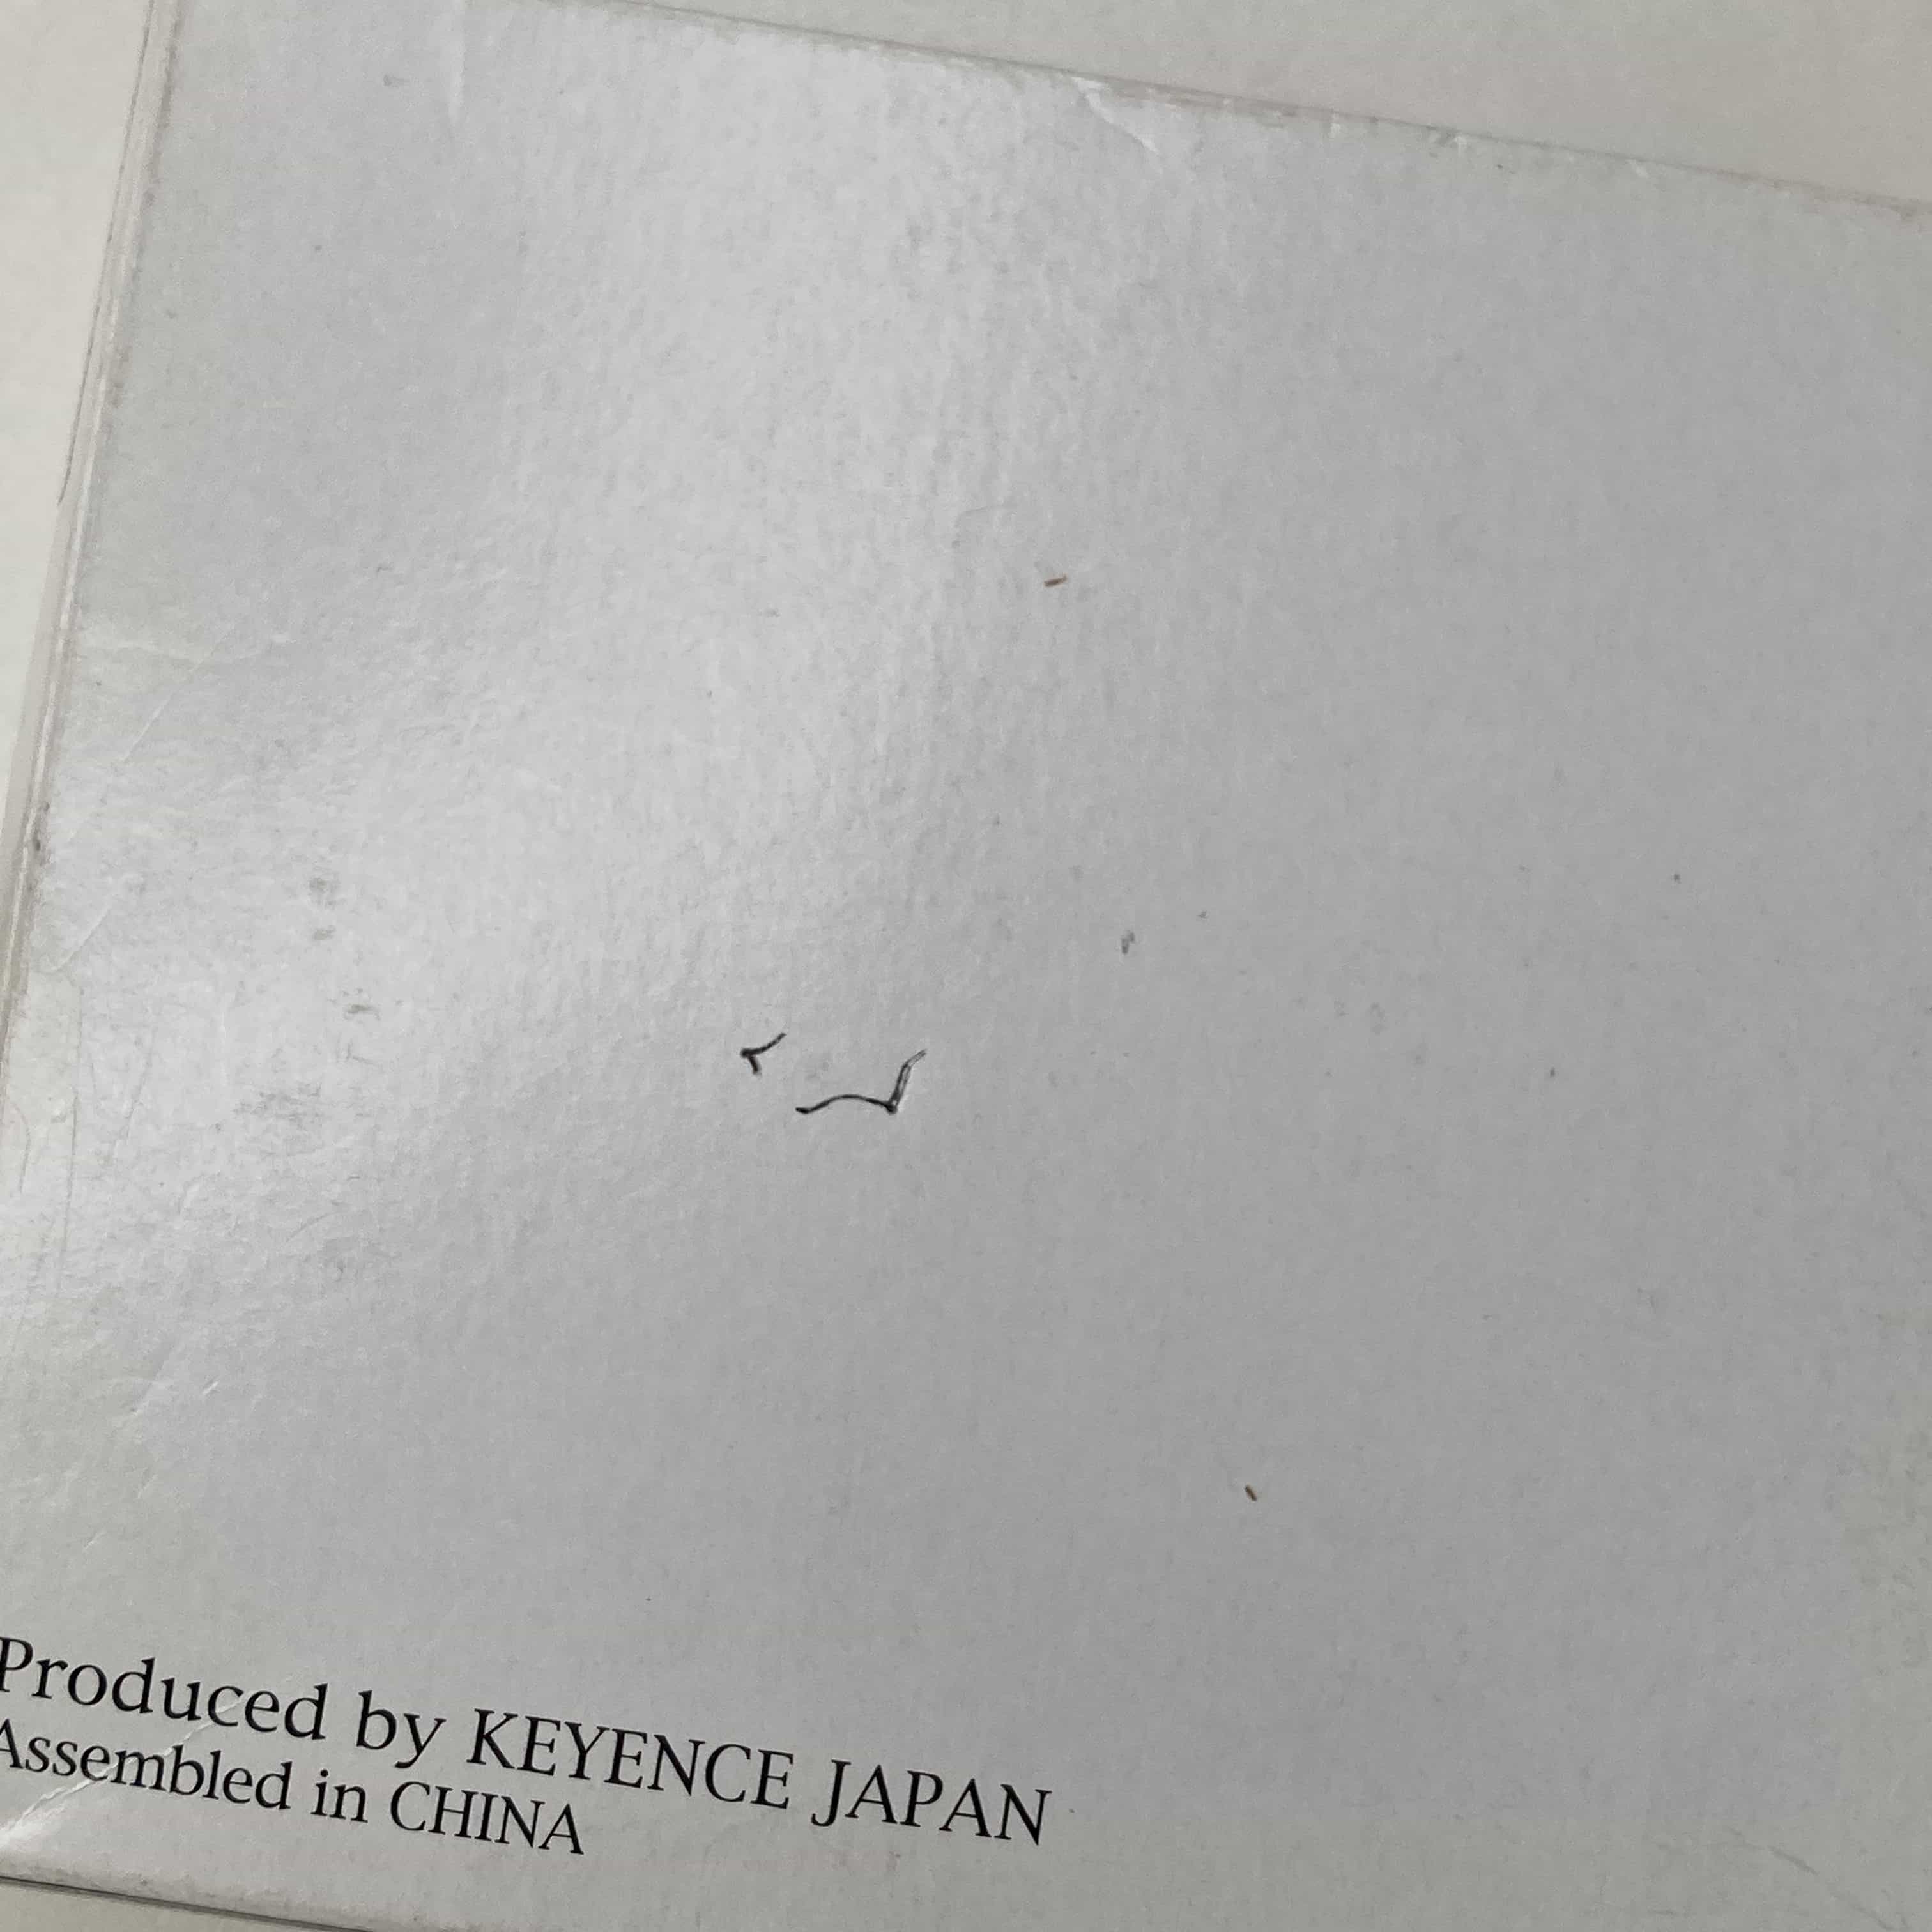 Produced by KEYENCE JAPAN
Assembled in CHINA